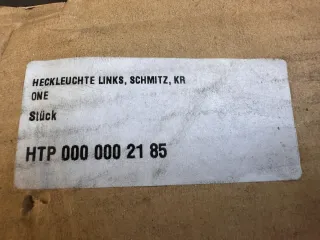 HECKLEUCHTE LINKS, SCHMITZ, KR
ONE
Stück
HTP 000 000 21 85